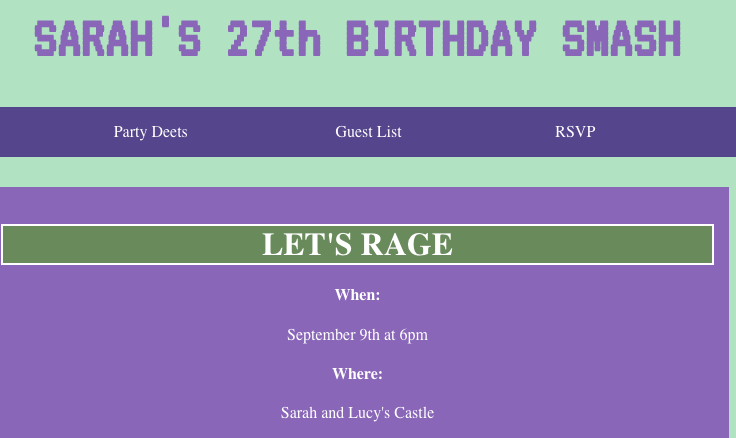 SARAH'S 27th BIRTHDAY SMASH
Party Deets Guest List RSVP
LET'S RAGE
When:
September 9th at 6pm
Where:
Sarah and Lucy's Castle